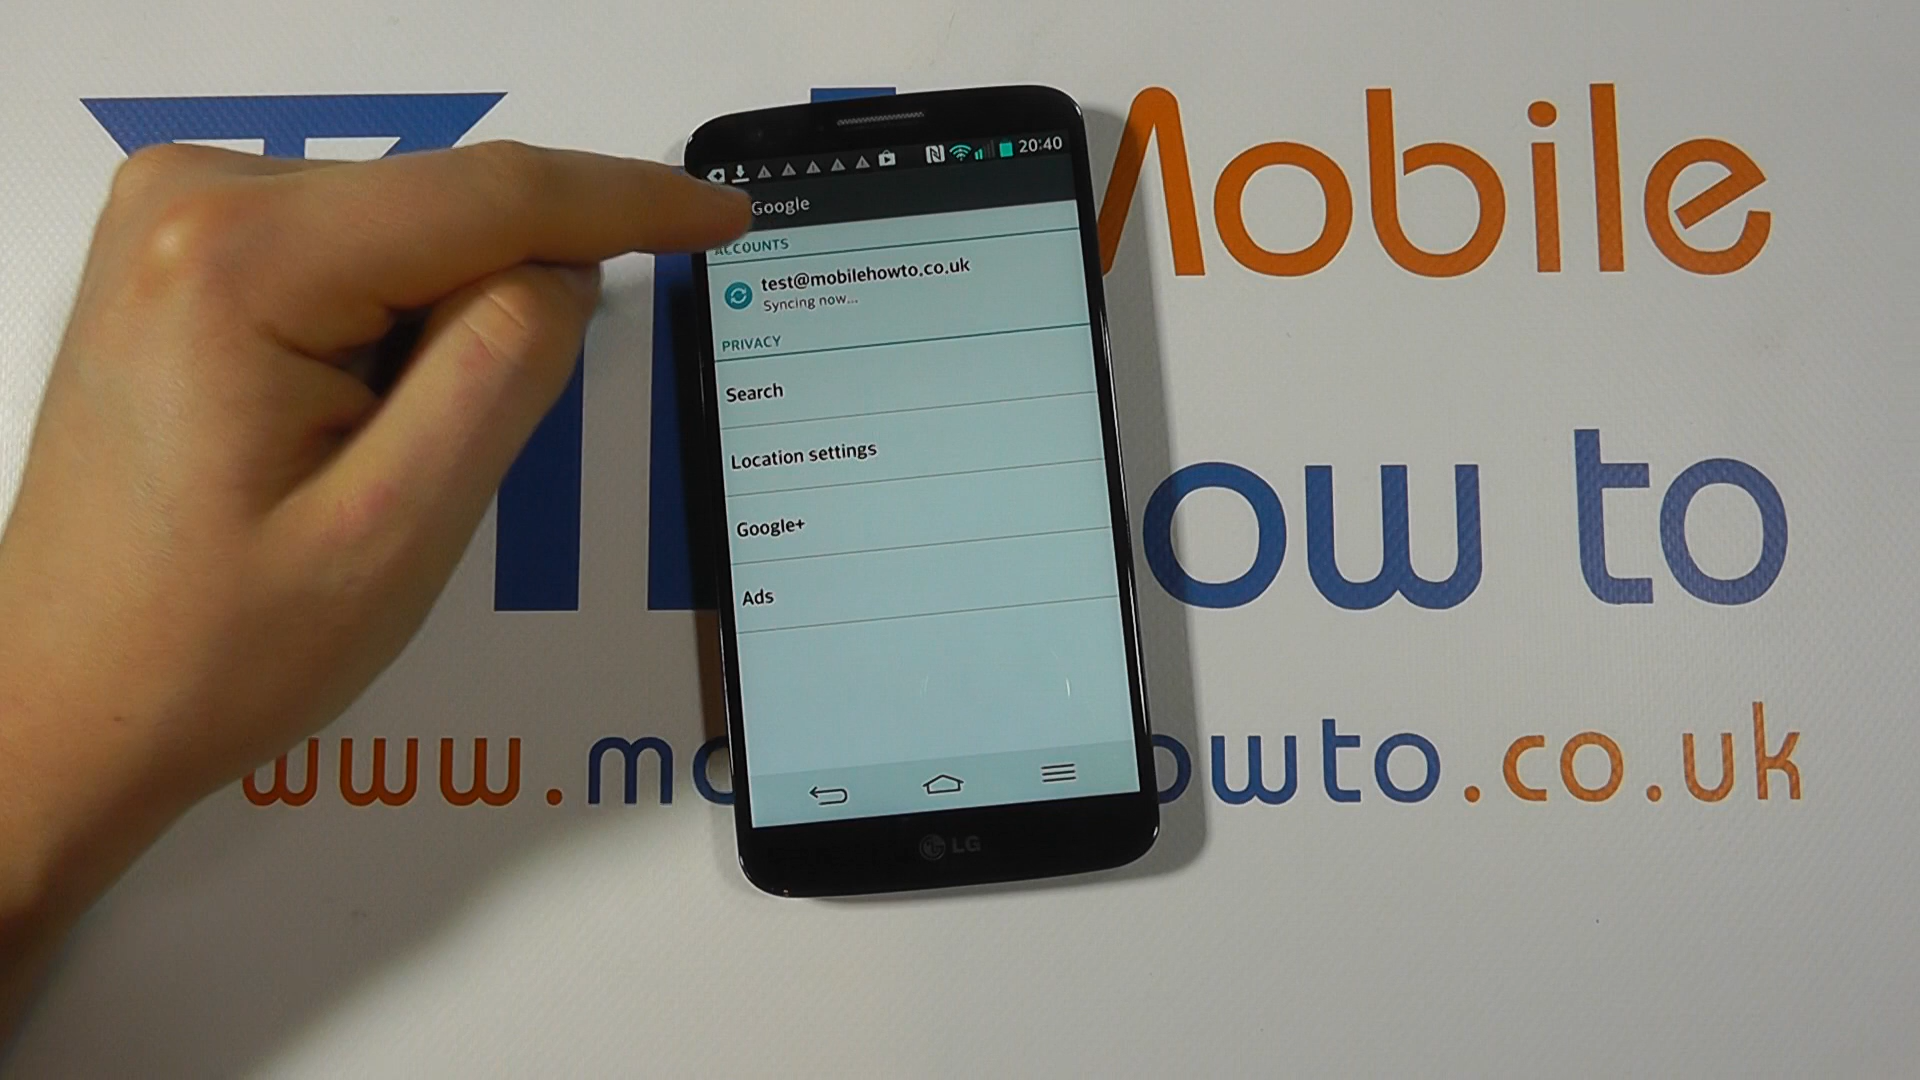 Mobile
20:40
Google
ACCOUNTS
test@mobilehowto.co.uk
Syncing now...
PRIVACY
Search
Location settings
Google+
Ads
ow to
www.mo
owto.co.uk
LG